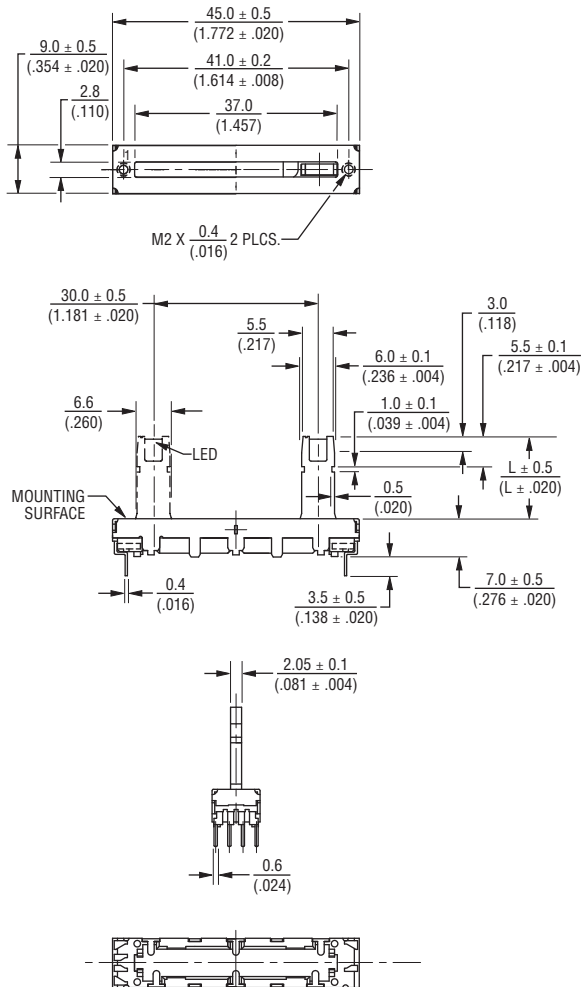 45.0 ± 0.5
(1.772 ± .020)
9.0 ± 0.5
(.354 ± .020)
41.0 ± 0.2
(1.614 ± .008)
2.8
(.110)
37.0
(1.457)
M2 X 0.4 2 PLCS.
(.016)
30.0 ± 0.5
(1.181 ± .020)
3.0
(.118)
5.5
(.217)
5.5 ± 0.1
(.217 ± .004)
6.0 ± 0.1
(.236 ± .004)
6.6
(.260)
1.0 ± 0.1
(.039 ± .004)
LED
L ± 0.5
(L ± .020)
MOUNTING
SURFACE
0.5
(.020)
0.4
(.016)
3.5 ± 0.5
(.138 ± .020)
7.0 ± 0.5
(.276 ± .020)
2.05 ± 0.1
(.081 ± .004)
0.6
(.024)